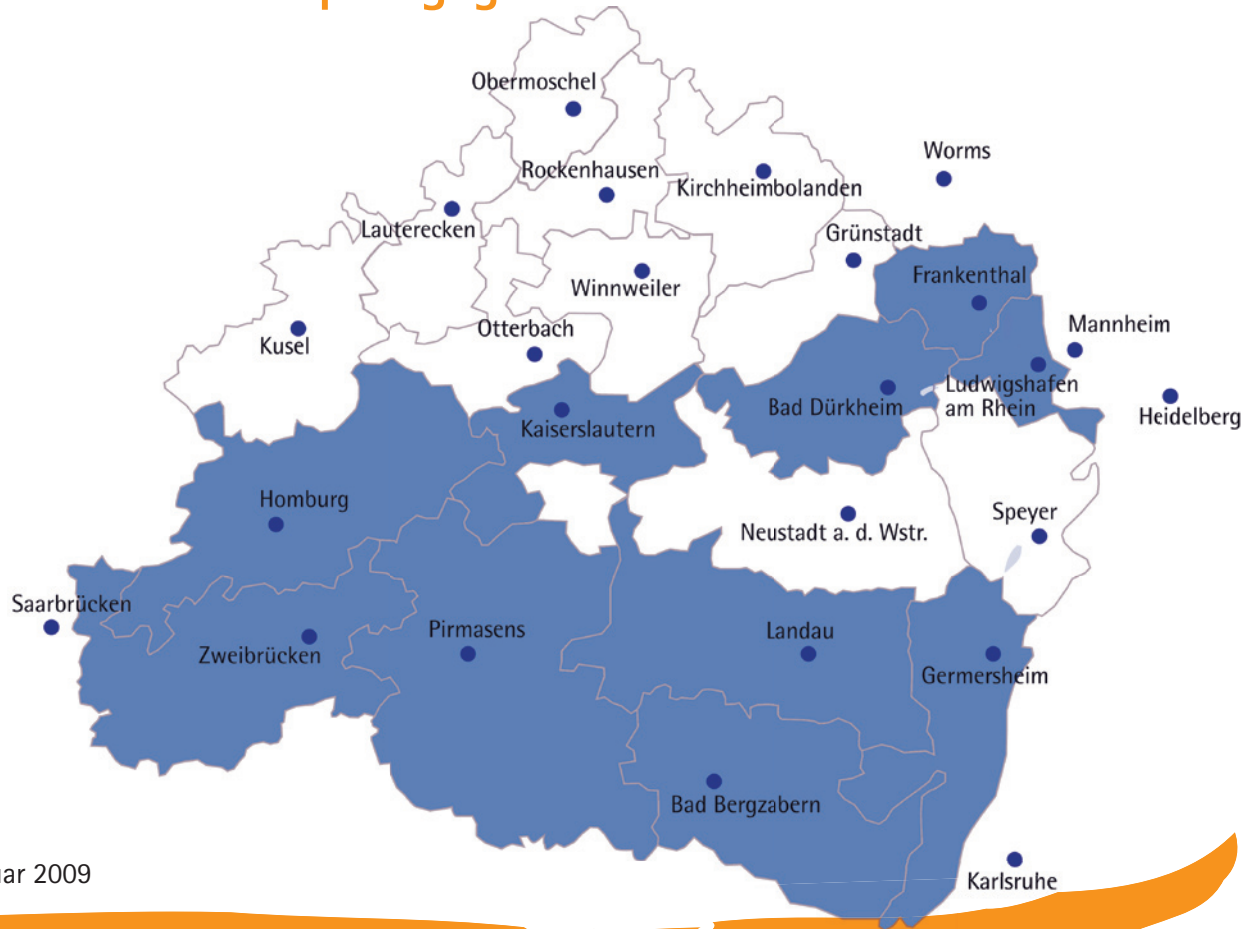 Obermoschel
Worms
Rockenhausen
Kirchheimbolanden
Lauterecken
Grünstadt
Frankenthal
Winnweiler
Otterbach
Mannheim
Kusel
Ludwigshafen
am Rhein
Bad Dürkheim
Heidelberg
Kaiserslautern
Homburg
Speyer
Neustadt a. d. Wstr.
Saarbrücken
Pirmasens
Landau
Zweibrücken
Germersheim
Bad Bergzabern
2009
Karlsruhe